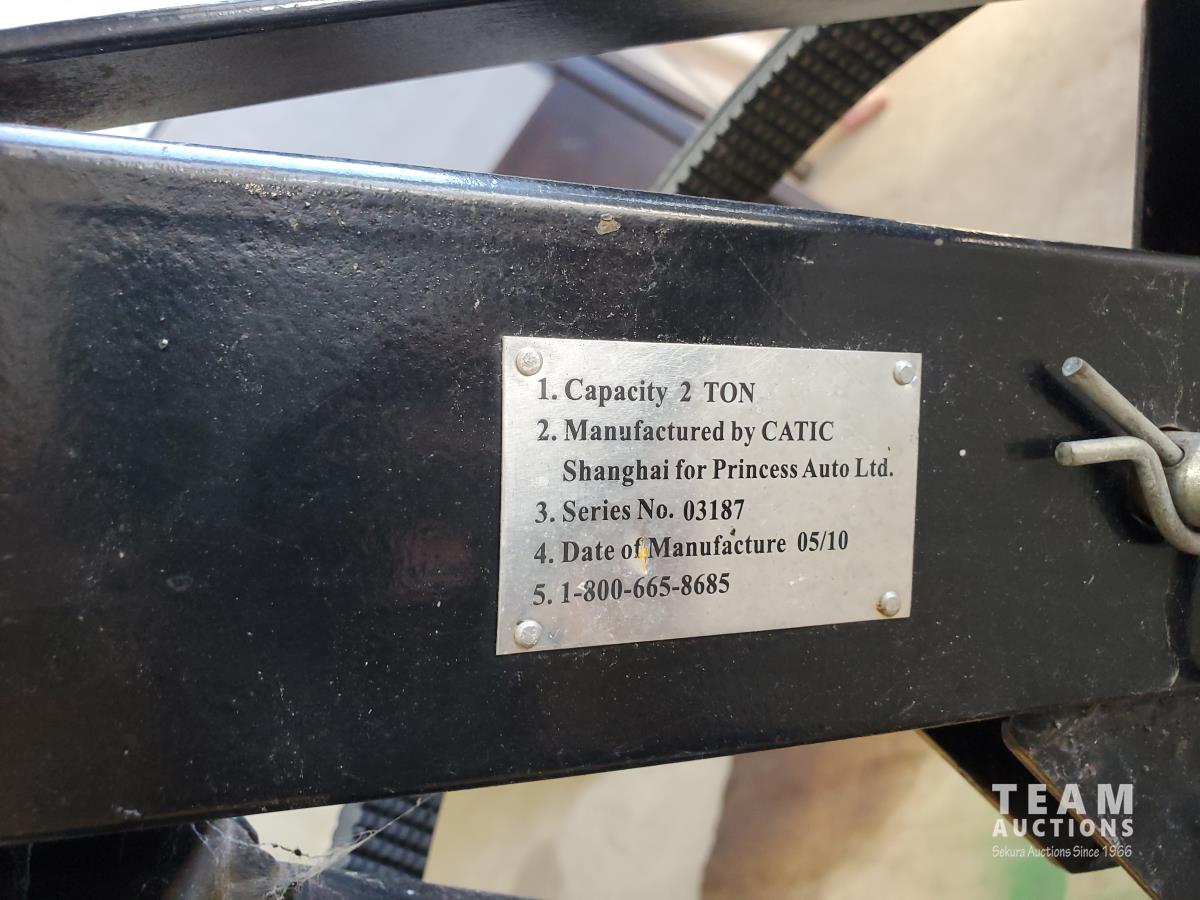 1. Capacity 2 TON
2. Manufactured by CATIC
Shanghai for Princess Auto Ltd.
3. Series No. 03187
4. Date of Manufacture 05/10
5. 1-800-665-8685
TEAM
AUCTIONS
Sekura Auctions Since 1966